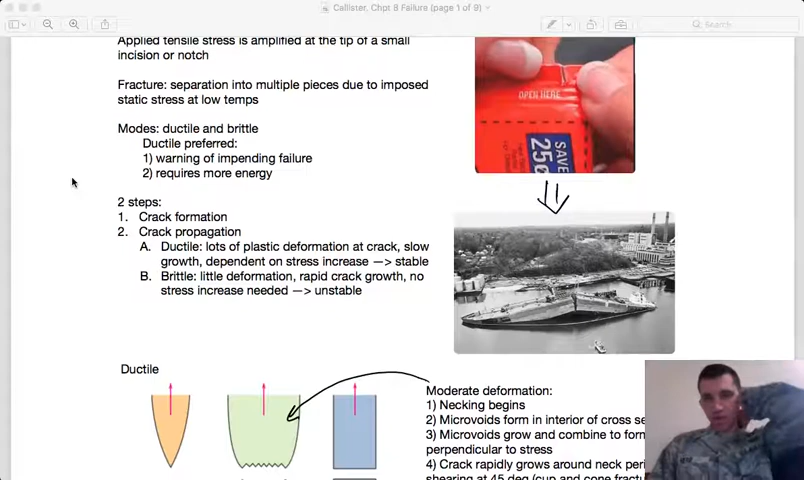 Callister, Chpt 8 Failure (page 1 of 9)
Search
Applied tensile stress is amplified at the tip of a small
incision or notch
Fracture: separation into multiple pieces due to imposed
static stress at low temps
OPEN HERE
SAVE
25¢
Modes: ductile and brittle
Ductile preferred:
1) warning of impending failure
2) requires more energy
2 steps:
1. Crack formation
2. Crack propagation
A. Ductile: lots of plastic deformation at crack, slow
growth, dependent on stress increase —> stable
B. Brittle: little deformation, rapid crack growth, no
stress increase needed —> unstable
Ductile
Moderate deformation:
1) Necking begins
2) Microvoids form in interior of cross se
3) Microvoids grow and combine to form
perpendicular to stress
4) Crack rapidly grows around neck peri
shearing at 45 deg (cup and cone fractu